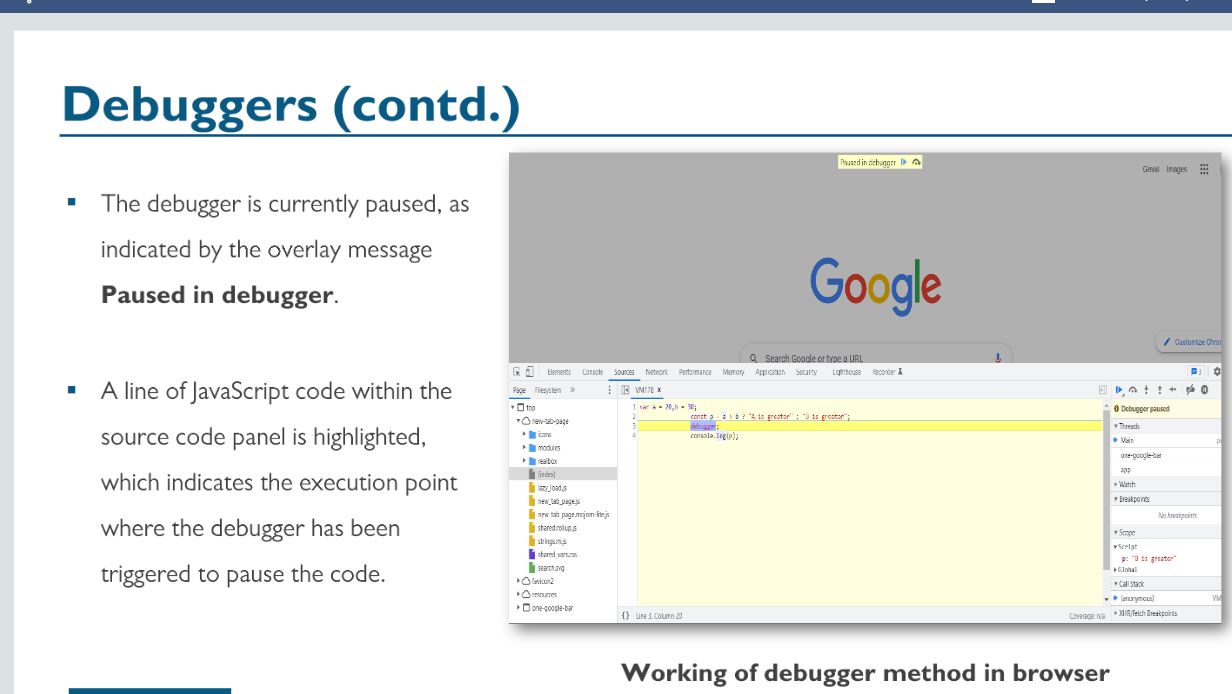 Debuggers (contd.)
The debugger is currently paused, as
indicated by the overlay message
Paused in debugger.
A line of JavaScript code within the
source code panel is highlighted,
which indicates the execution point
where the debugger has been
triggered to pause the code.
Paused in debugger
Gmail Images
Google
Search Google or type a URL
Customize Chro
Elements Console Sources Network Performance Memory Application Security Lighthouse Recorder
3
Page Filesystem » VM176 x
Debugger paused
top
new-tab-page
icons
modules
realbox
(index)
lazy_load.js
new_tab_page.js
new_tab_page.mojom-lite.js
shared.rollup.js
strings.m.js
shared_vars.css
search.svg
favicon2
resources
one-google-bar
1 var a = 20,b = 30;
2 const p = a > b ? "A is greater" : "B is greater";
3 debugger;
4 console.log(p);
{} Line 3, Column 20
Coverage: n/a
Threads
Main
one-google-bar
app
Watch
Breakpoints
No breakpoints
Scope
Script
p: "B is greater"
Global
Call Stack
(anonymous) VM
XHR/fetch Breakpoints
Working of debugger method in browser